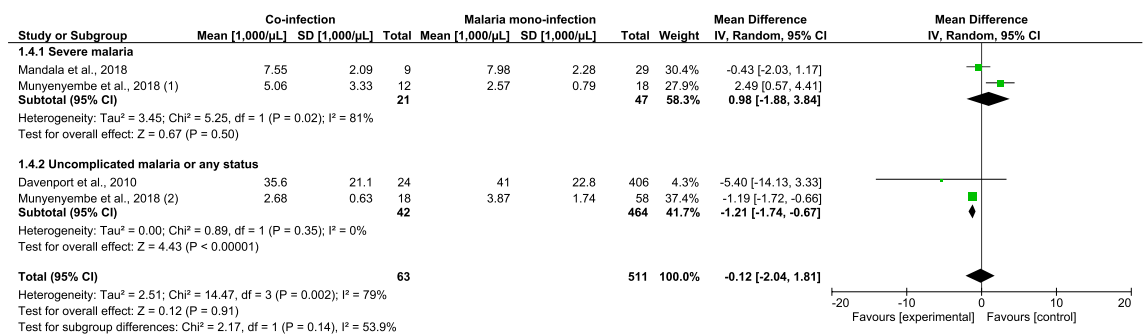 Co-infection Malaria mono-infection Mean Difference Mean Difference
Study or Subgroup Mean [1,000/µL] SD [1,000/µL] Total Mean [1,000/µL] SD [1,000/µL] Total Weight IV, Random, 95% CI IV, Random, 95% CI
1.4.1 Severe malaria
Mandala et al., 2018 7.55 2.09 9 7.98 2.28 29 30.4% -0.43 [-2.03, 1.17]
Munyenyembe et al., 2018 (1) 5.06 3.33 12 2.57 0.79 18 27.9% 2.49 [0.57, 4.41]
Subtotal (95% CI) 21 47 58.3% 0.98 [-1.88, 3.84]
Heterogeneity: Tau² = 3.45; Chi² = 5.25, df = 1 (P = 0.02); I² = 81%
Test for overall effect: Z = 0.67 (P = 0.50)
1.4.2 Uncomplicated malaria or any status
Davenport et al., 2010 35.6 21.1 24 41 22.8 406 4.3% -5.40 [-14.13, 3.33]
Munyenyembe et al., 2018 (2) 2.68 0.63 18 3.87 1.74 58 37.4% -1.19 [-1.72, -0.66]
Subtotal (95% CI) 42 464 41.7% -1.21 [-1.74, -0.67]
Heterogeneity: Tau² = 0.00; Chi² = 0.89, df = 1 (P = 0.35); I² = 0%
Test for overall effect: Z = 4.43 (P < 0.00001)
Total (95% CI) 63 511 100.0% -0.12 [-2.04, 1.81]
Heterogeneity: Tau² = 2.51; Chi² = 14.47, df = 3 (P = 0.002); I² = 79%
Test for overall effect: Z = 0.12 (P = 0.91)
Test for subgroup differences: Chi² = 2.17, df = 1 (P = 0.14), I² = 53.9%
-20 -10 0 10 20
Favours [experimental] Favours [control]